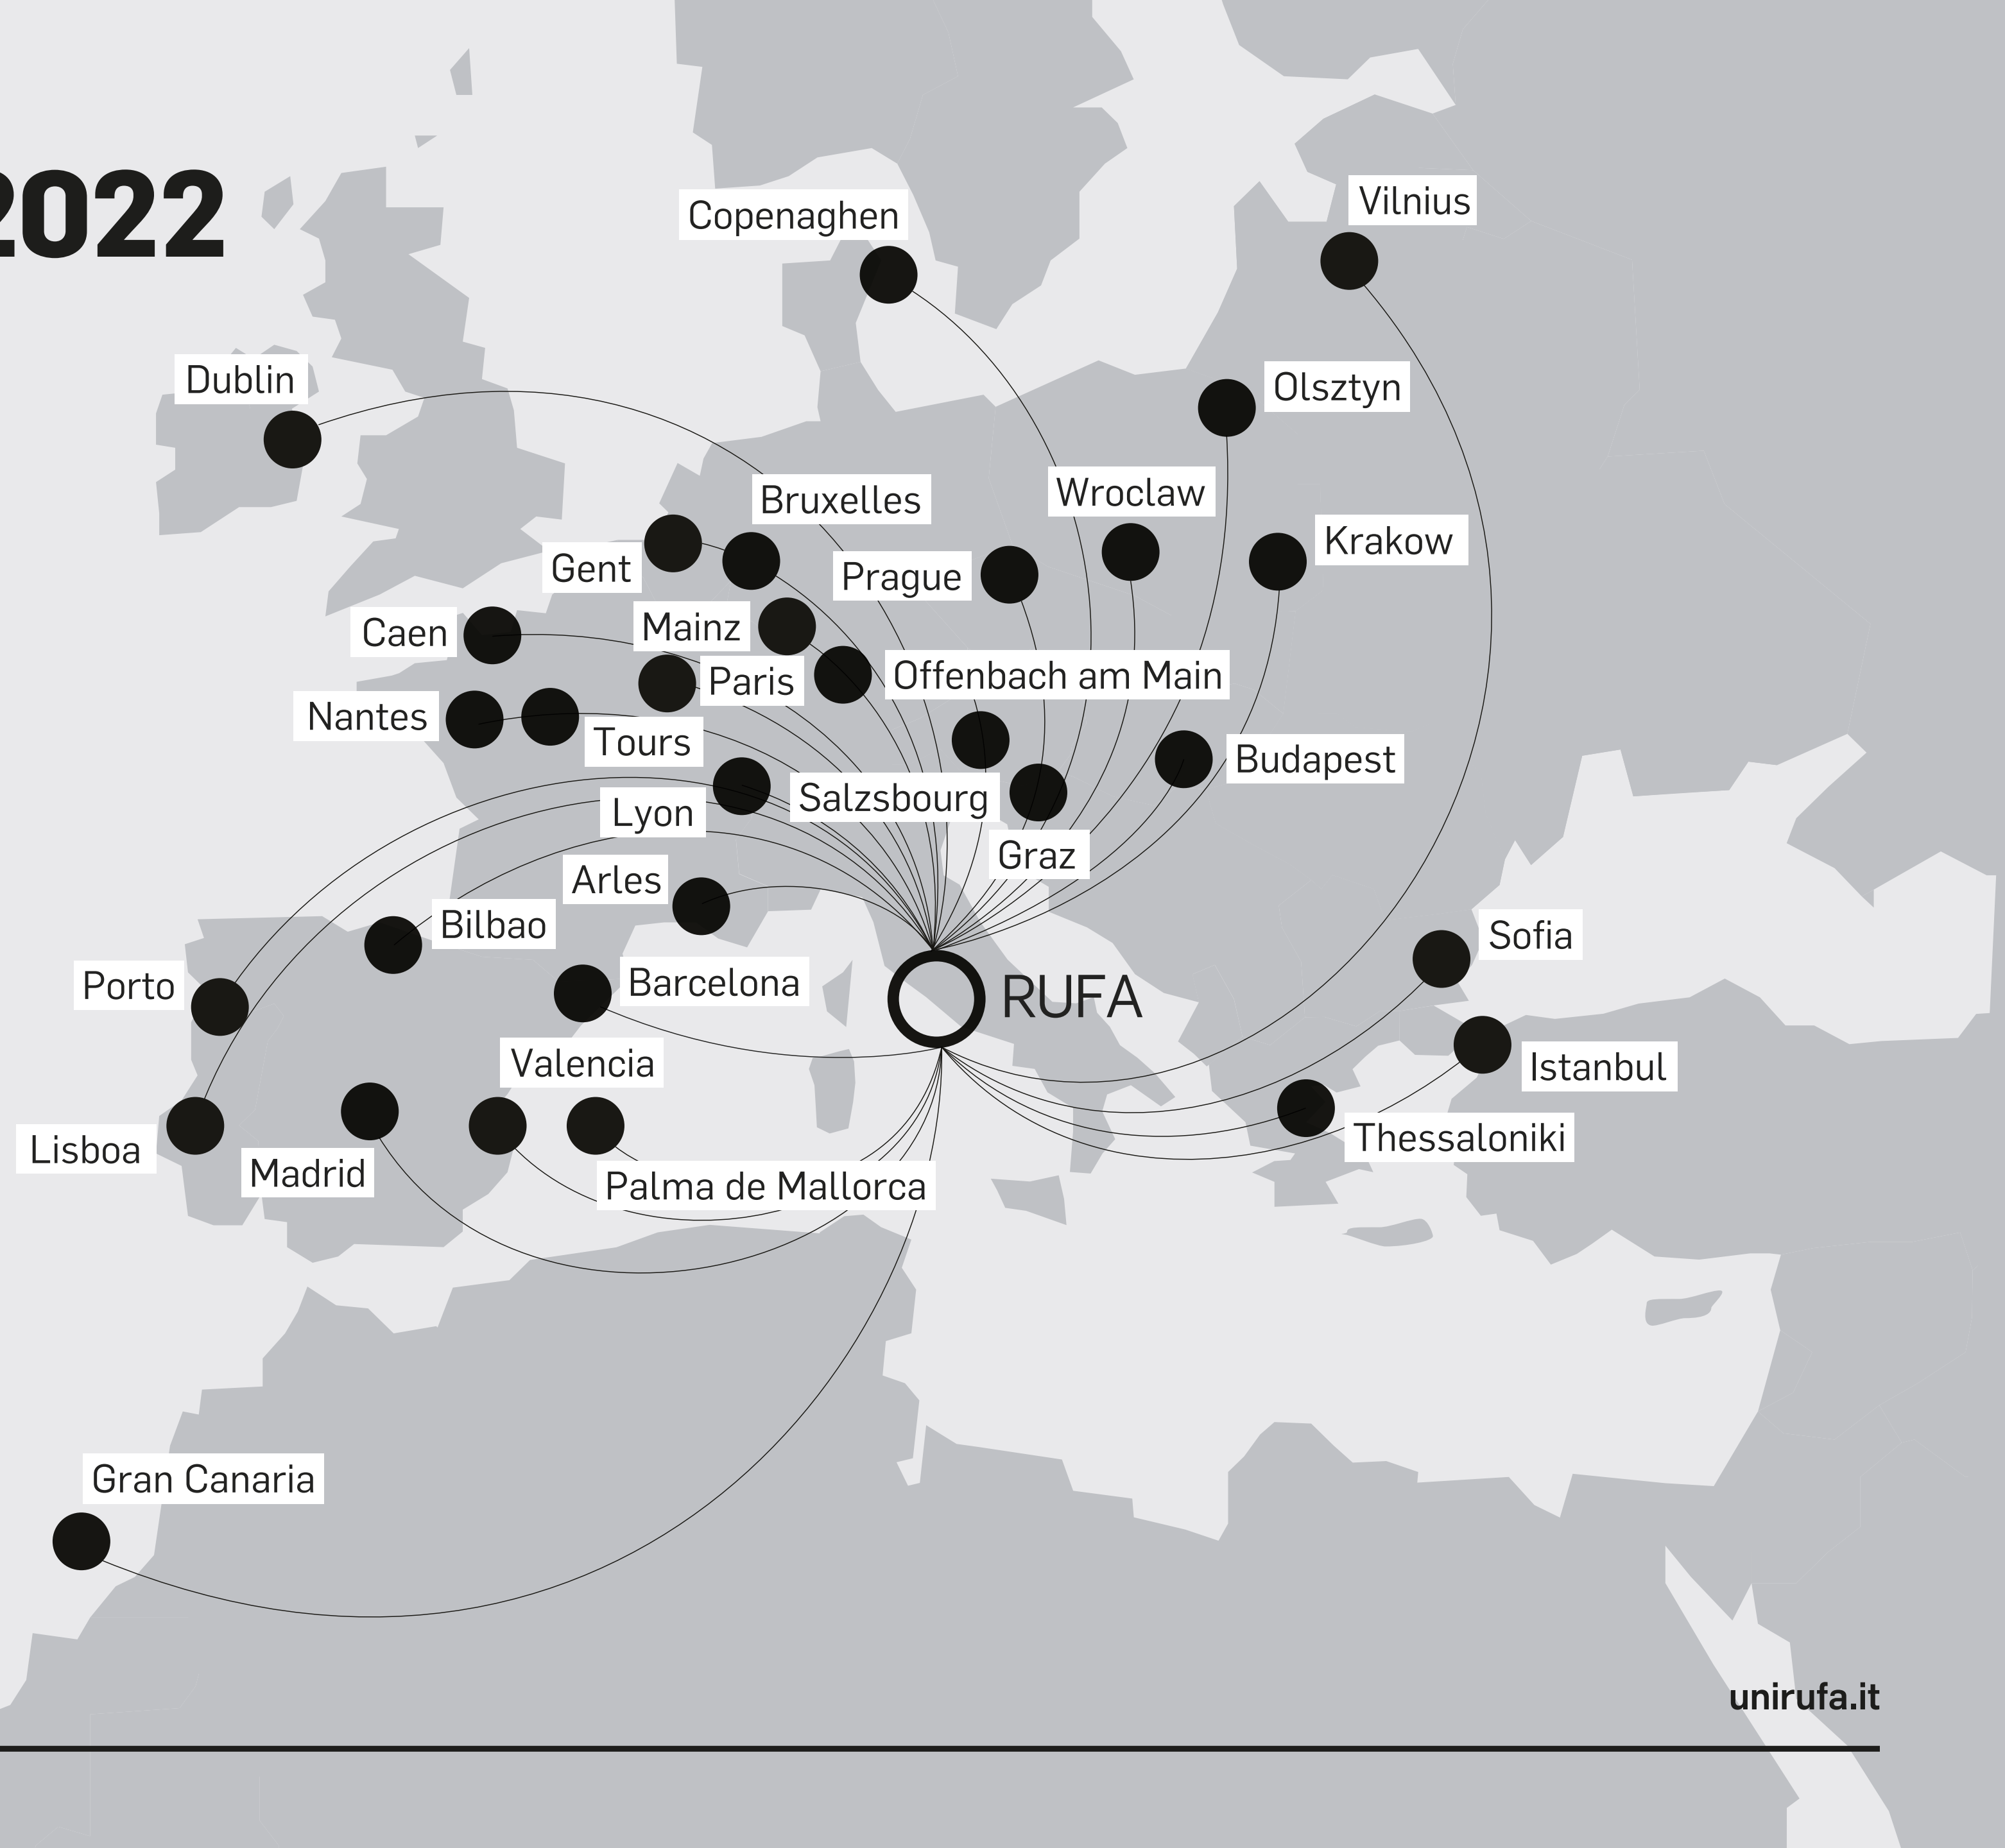 2022
Vilnius
Copenaghen
Dublin
Olsztyn
Bruxelles
Wroclaw
Krakow
Gent
Prague
Caen
Mainz
Paris
Offenbach am Main
Nantes
Tours
Budapest
Salzsbourg
Lyon
Graz
Arles
Bilbao
Sofia
Porto
Barcelona
RUFA
Valencia
Istanbul
Lisboa
Madrid
Thessaloniki
Palma de Mallorca
Gran Canaria
unirufa.it